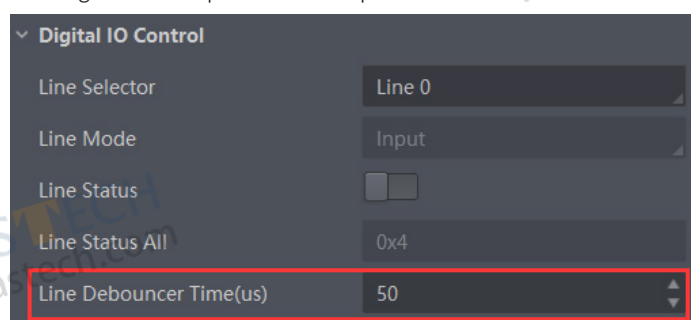 Digital IO Control
Line Selector
Line 0
Line Mode
Input
Line Status
Line Status All
0x4
Line Debouncer Time(us)
50